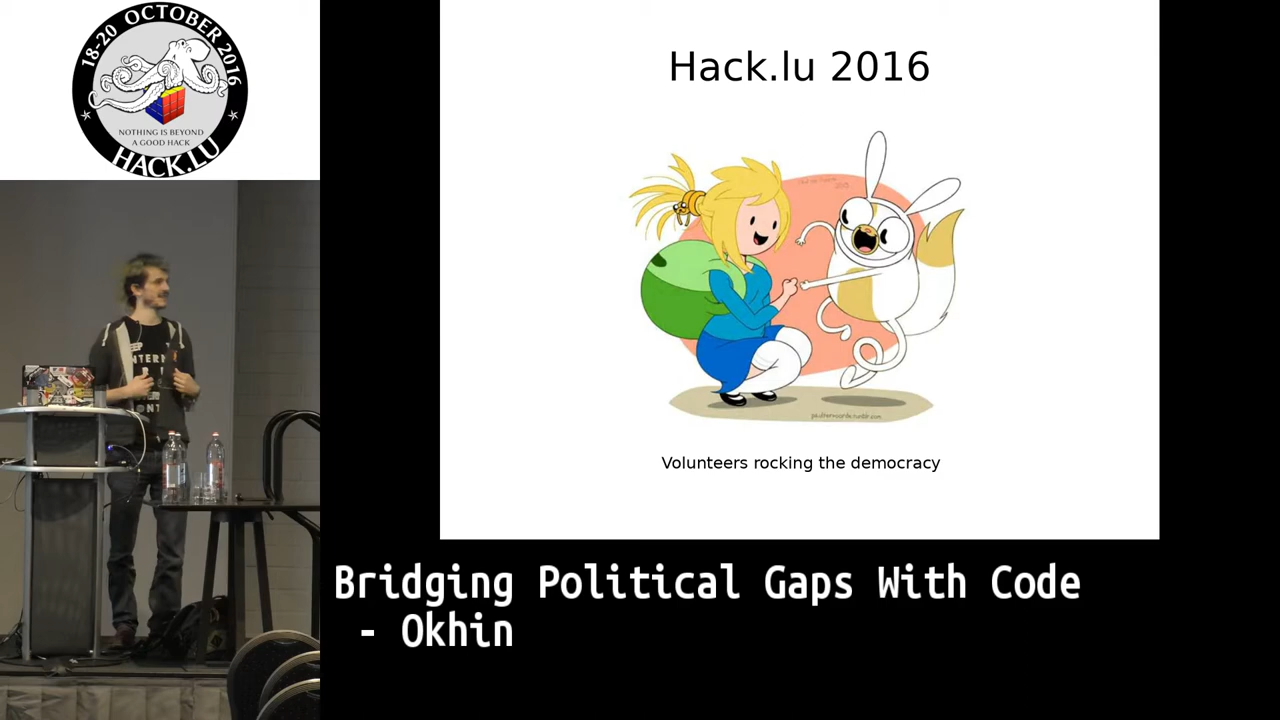 18-20 OCTOBER 2016
NOTHING IS BEYOND
A GOOD HACK
HACK.LU
Hack.lu 2016
Volunteers rocking the democracy
Bridging Political Gaps With Code
- Okhin